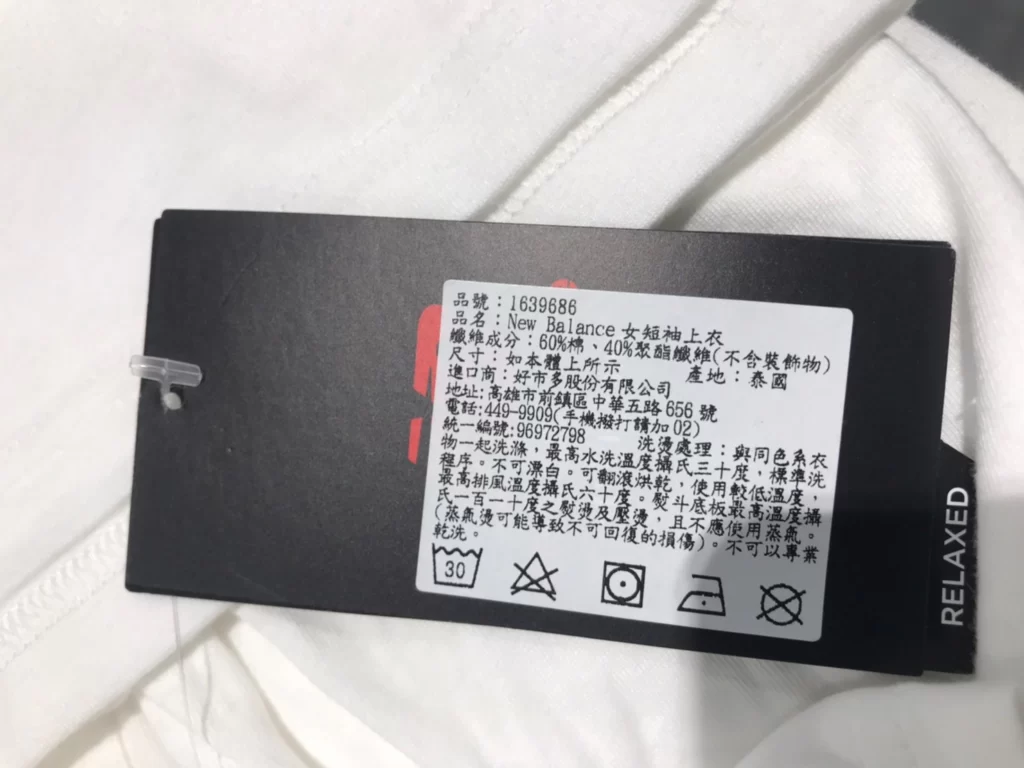 品號：1639686
品名：New Balance 女短袖上衣
纖維成分：60%棉、40%聚酯纖維(不含裝飾物)
尺寸：如本體上所示 產地：泰國
進口商：好市多股份有限公司
地址:高雄市前鎮區中華五路656號
電話:449-9909(手機撥打請加02)
統一編號:96972798 洗燙處理：與同色系衣
物一起洗滌，最高水洗溫度攝氏三十度，標準洗
程序。不可漂白。可翻滾烘乾，使用較低溫度，
最高排風溫度攝氏六十度。熨斗底板最高溫度攝
氏一百一十度之熨燙及壓燙，且不應使用蒸氣。
(蒸氣燙可能導致不可回復的損傷)。不可以專業
乾洗。
30
RELAXED